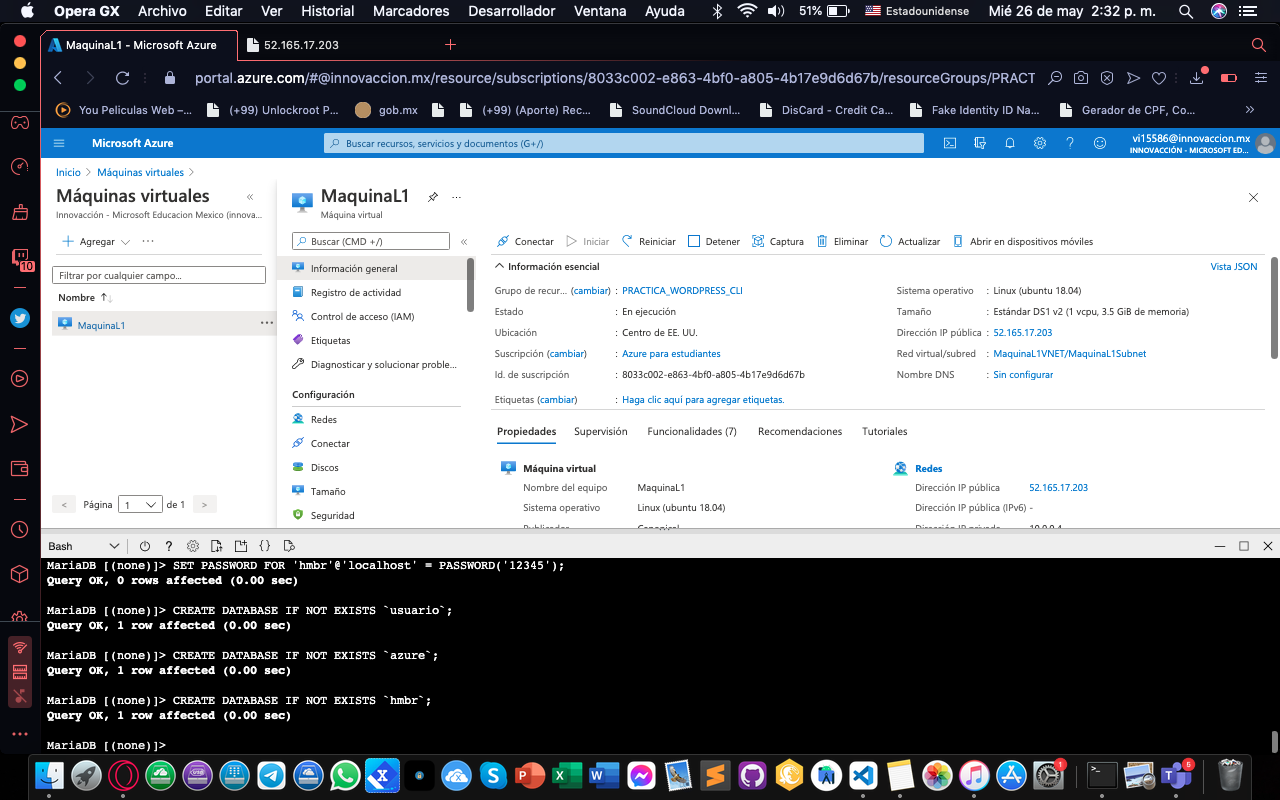 Opera GX Archivo Editar Ver Historial Marcadores Desarrollador Ventana Ayuda 51% Estadounidense Mié 26 de may 2:32 p. m.
MaquinaL1 - Microsoft Azure 52.165.17.203
portal.azure.com/#@innovaccion.mx/resource/subscriptions/8033c002-e863-4bf0-a805-4b17e9d6d67b/resourceGroups/PRACT
You Peliculas Web –... (+99) Unlockroot P... gob.mx (+99) (Aporte) Rec... SoundCloud Downl... DisCard - Credit Ca... Fake Identity ID Na... Gerador de CPF, Co... »
Microsoft Azure Buscar recursos, servicios y documentos (G+/) vi15586@innovaccion.mx
INNOVACCIÓN - MICROSOFT ED...
Inicio > Máquinas virtuales >
Máquinas virtuales «
Innovacción - Microsoft Educacion Mexico (innova...
Agregar ···
Filtrar por cualquier campo...
Nombre ↑↓
MaquinaL1 ···
< Página 1 de 1 >
MaquinaL1 ···
Máquina virtual
Buscar (CMD +/) «
Información general
Registro de actividad
Control de acceso (IAM)
Etiquetas
Diagnosticar y solucionar proble...
Configuración
Redes
Conectar
Discos
Tamaño
Seguridad
Conectar Iniciar Reiniciar Detener Captura Eliminar Actualizar Abrir en dispositivos móviles
Información esencial Vista JSON
Grupo de recur... (cambiar) : PRACTICA_WORDPRESS_CLI
Estado : En ejecución
Ubicación : Centro de EE. UU.
Suscripción (cambiar) : Azure para estudiantes
Id. de suscripción : 8033c002-e863-4bf0-a805-4b17e9d6d67b
Etiquetas (cambiar) : Haga clic aquí para agregar etiquetas.
Sistema operativo : Linux (ubuntu 18.04)
Tamaño : Estándar DS1 v2 (1 vcpu, 3.5 GiB de memoria)
Dirección IP pública : 52.165.17.203
Red virtual/subred : MaquinaL1VNET/MaquinaL1Subnet
Nombre DNS : Sin configurar
Propiedades Supervisión Funcionalidades (7) Recomendaciones Tutoriales
Máquina virtual
Nombre del equipo MaquinaL1
Sistema operativo Linux (ubuntu 18.04)
Publicador Canonical
Redes
Dirección IP pública 52.165.17.203
Dirección IP pública (IPv6) -
Dirección IP privada 10.0.0.4
10
Bash ? {}
MariaDB [(none)]> SET PASSWORD FOR 'hmbr'@'localhost' = PASSWORD('12345');
Query OK, 0 rows affected (0.00 sec)
MariaDB [(none)]> CREATE DATABASE IF NOT EXISTS `usuario`;
Query OK, 1 row affected (0.00 sec)
MariaDB [(none)]> CREATE DATABASE IF NOT EXISTS `azure`;
Query OK, 1 row affected (0.00 sec)
MariaDB [(none)]> CREATE DATABASE IF NOT EXISTS `hmbr`;
Query OK, 1 row affected (0.00 sec)
MariaDB [(none)]>